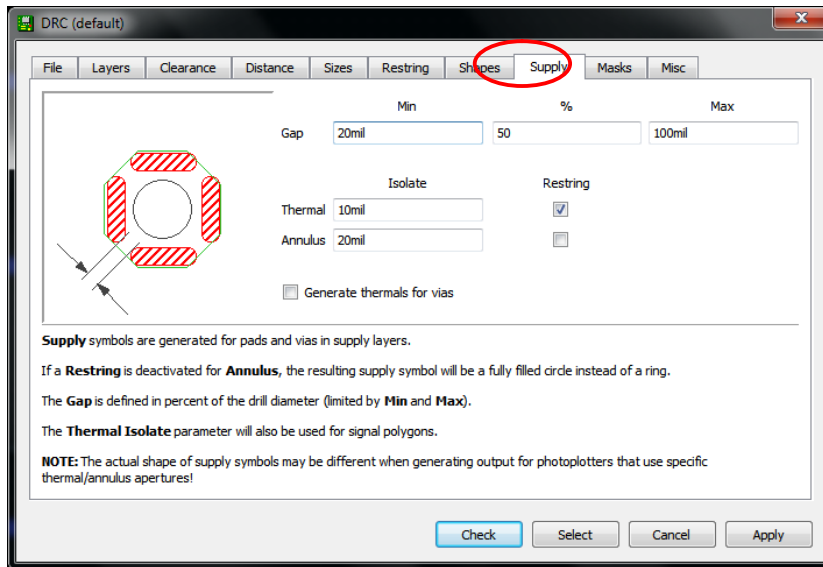 DRC (default)
File Layers Clearance Distance Sizes Restring Shapes Supply Masks Misc
Min % Max
Gap 20mil 50 100mil
Isolate Restring
Thermal 10mil
Annulus 20mil
Generate thermals for vias
Supply symbols are generated for pads and vias in supply layers.
If a Restring is deactivated for Annulus, the resulting supply symbol will be a fully filled circle instead of a ring.
The Gap is defined in percent of the drill diameter (limited by Min and Max).
The Thermal Isolate parameter will also be used for signal polygons.
NOTE: The actual shape of supply symbols may be different when generating output for photoplotters that use specific
thermal/annulus apertures!
Check Select Cancel Apply